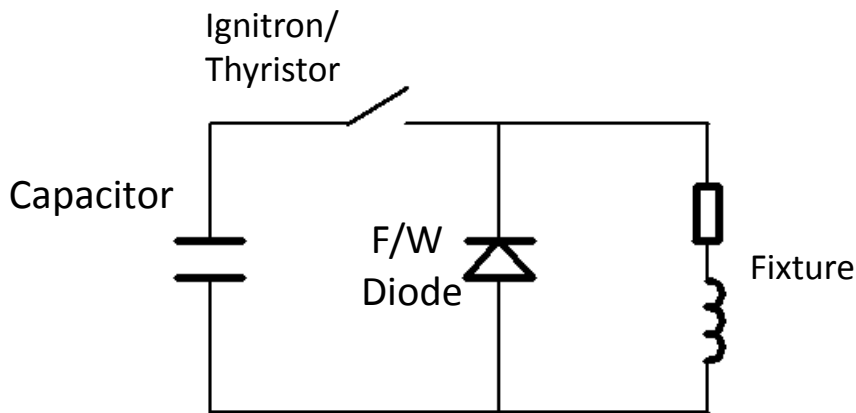 Ignitron/
Thyristor
Capacitor
F/W
Diode
Fixture